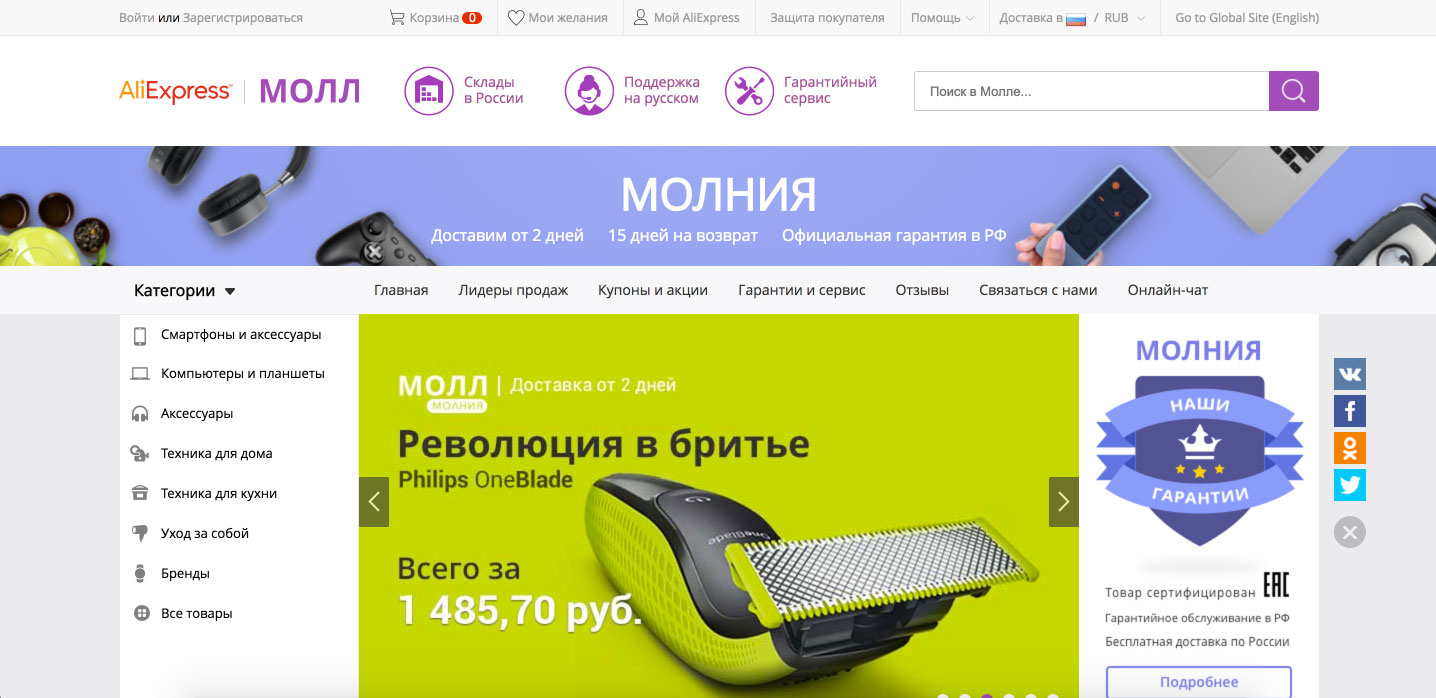 Войти или Зарегистрироваться
Корзина 0
Мои желания
Мой AliExpress
Защита покупателя
Помощь
Доставка в / RUB
Go to Global Site (English)
AliExpress
МОЛЛ
Склады
в России
Поддержка
на русском
Гарантийный
сервис
Поиск в Молле...
МОЛНИЯ
Доставим от 2 дней 15 дней на возврат Официальная гарантия в РФ
Категории
Главная
Лидеры продаж
Купоны и акции
Гарантии и сервис
Отзывы
Связаться с нами
Онлайн-чат
Смартфоны и аксессуары
Компьютеры и планшеты
Аксессуары
Техника для дома
Техника для кухни
Уход за собой
Бренды
Все товары
МОЛЛ | Доставка от 2 дней
МОЛНИЯ
Революция в бритье
Philips OneBlade
Всего за
1 485,70 руб.
OneBlade
МОЛНИЯ
НАШИ
ГАРАНТИИ
Товар сертифицирован EAC
Гарантийное обслуживание в РФ
Бесплатная доставка по России
Подробнее